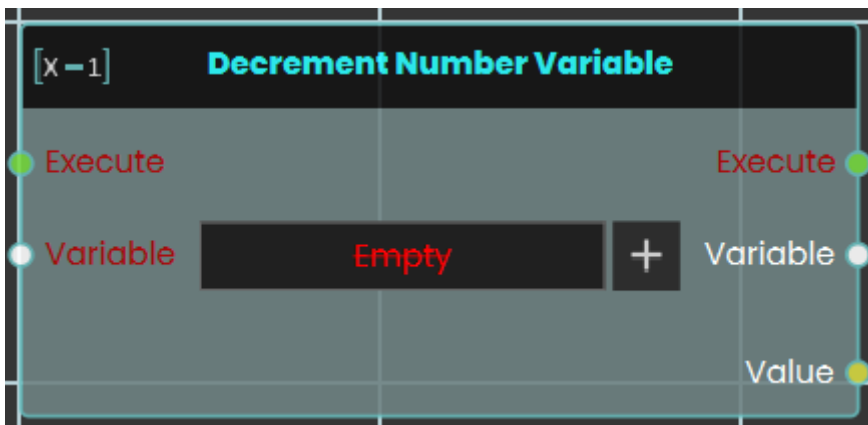 [x-1] Decrement Number Variable
Execute Execute
Variable Empty + Variable
Value